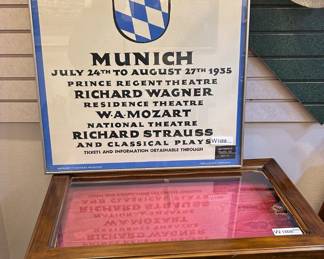 MUNICH
JULY 24TH TO AUGUST 27TH 1935
PRINCE REGENT THEATRE
RICHARD WAGNER
RESIDENCE THEATRE
W·A·MOZART
NATIONAL THEATRE
RICHARD STRAUSS
AND CLASSICAL PLAYS
TICKETS AND INFORMATION OBTAINABLE THROUGH